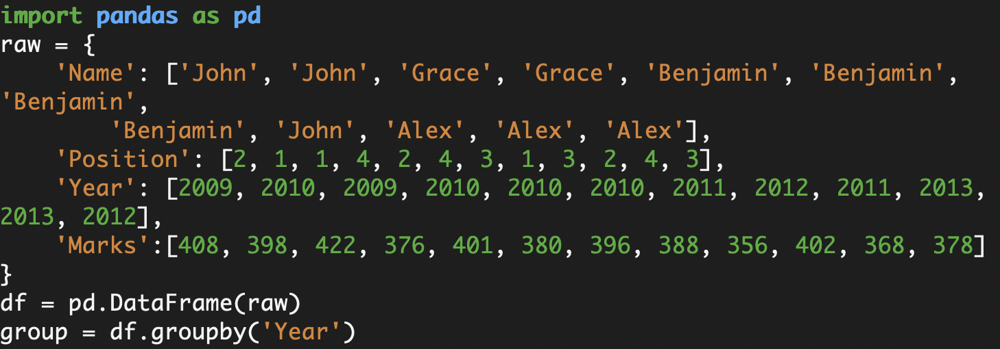 import pandas as pd
raw = {
    'Name': ['John', 'John', 'Grace', 'Grace', 'Benjamin', 'Benjamin',
'Benjamin',
        'Benjamin', 'John', 'Alex', 'Alex', 'Alex'],
    'Position': [2, 1, 1, 4, 2, 4, 3, 1, 3, 2, 4, 3],
    'Year': [2009, 2010, 2009, 2010, 2010, 2010, 2011, 2012, 2011, 2013,
2013, 2012],
    'Marks':[408, 398, 422, 376, 401, 380, 396, 388, 356, 402, 368, 378]
}
df = pd.DataFrame(raw)
group = df.groupby('Year')